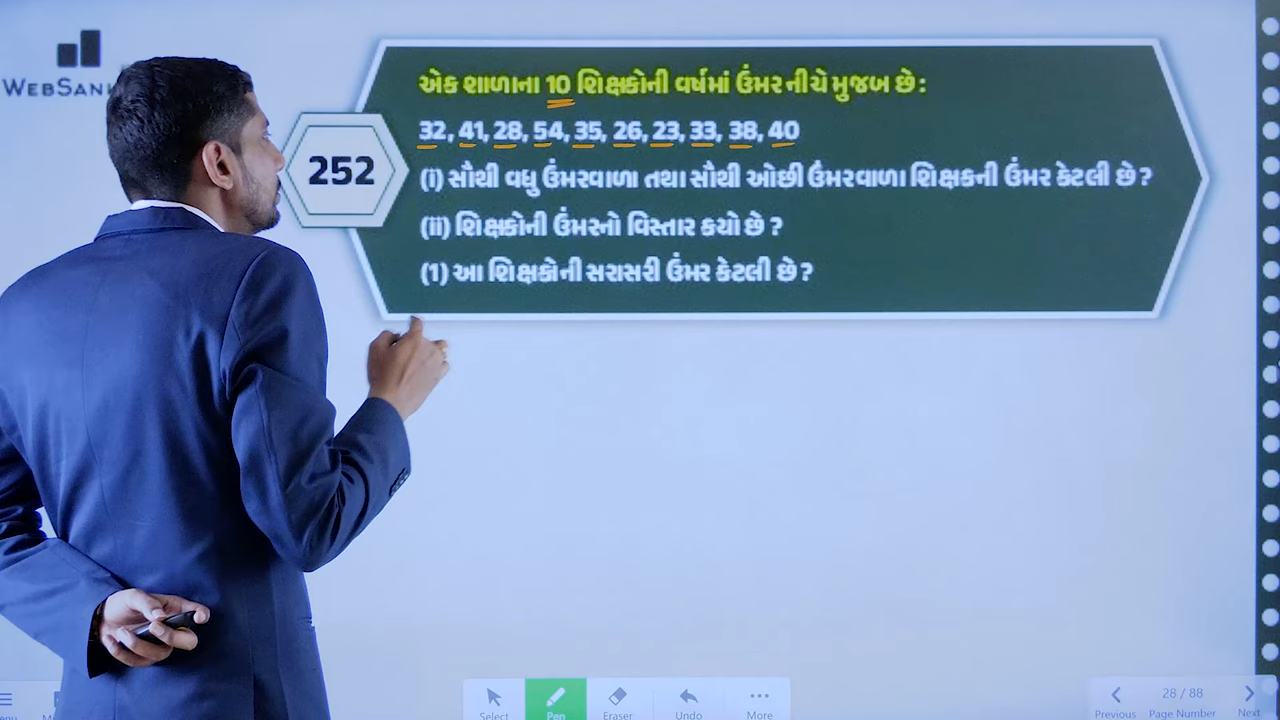 એક શાળાના 10 શિક્ષકોની વર્ષમાં ઉંમર નીચે મુજબ છે :
32, 41, 28, 54, 35, 26, 23, 33, 38, 40
252
(i) સૌથી વધુ ઉંમરવાળા તથા સૌથી ઓછી ઉંમરવાળા શિક્ષકની ઉંમર કેટલી છે ?
(ii) શિક્ષકોની ઉંમરનો વિસ્તાર કયો છે ?
(1) આ શિક્ષકોની સરાસરી ઉંમર કેટલી છે ?
Select Pen Eraser Undo More
28 / 88
Previous Page Number Next